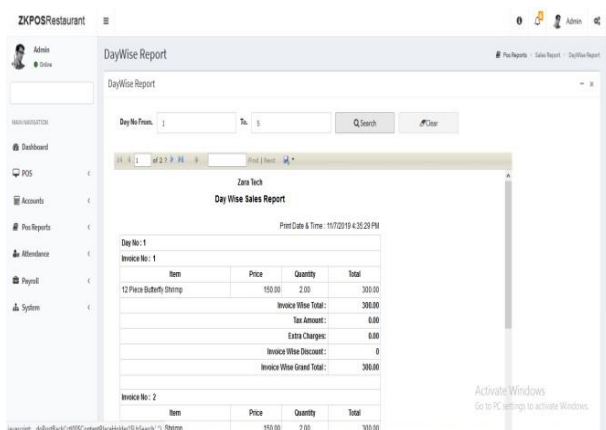 ZKPOSRestaurant
Admin
Admin
Online
DayWise Report
Pos Reports Sales Report DayWise Report
DayWise Report
MAIN NAVIGATION
Dashboard
POS
Accounts
Pos Reports
Attendance
Payroll
System
Day No From. 1 To. 5 Search Clear
1 of 2 ? Find | Next
Zara Tech
Day Wise Sales Report
Print Date & Time : 11/7/2019 4:35:29 PM
Day No : 1
Invoice No : 1
Item Price Quantity Total
12 Piece Butterfly Shrimp 150.00 2.00 300.00
Invoice Wise Total : 300.00
Tax Amount : 0.00
Extra Charges: 0.00
Invoice Wise Discount : 0
Invoice Wise Grand Total : 300.00
Invoice No : 2
Item Price Quantity Total
Shrimp 150.00 2.00 300.00
Activate Windows
Go to PC settings to activate Windows.